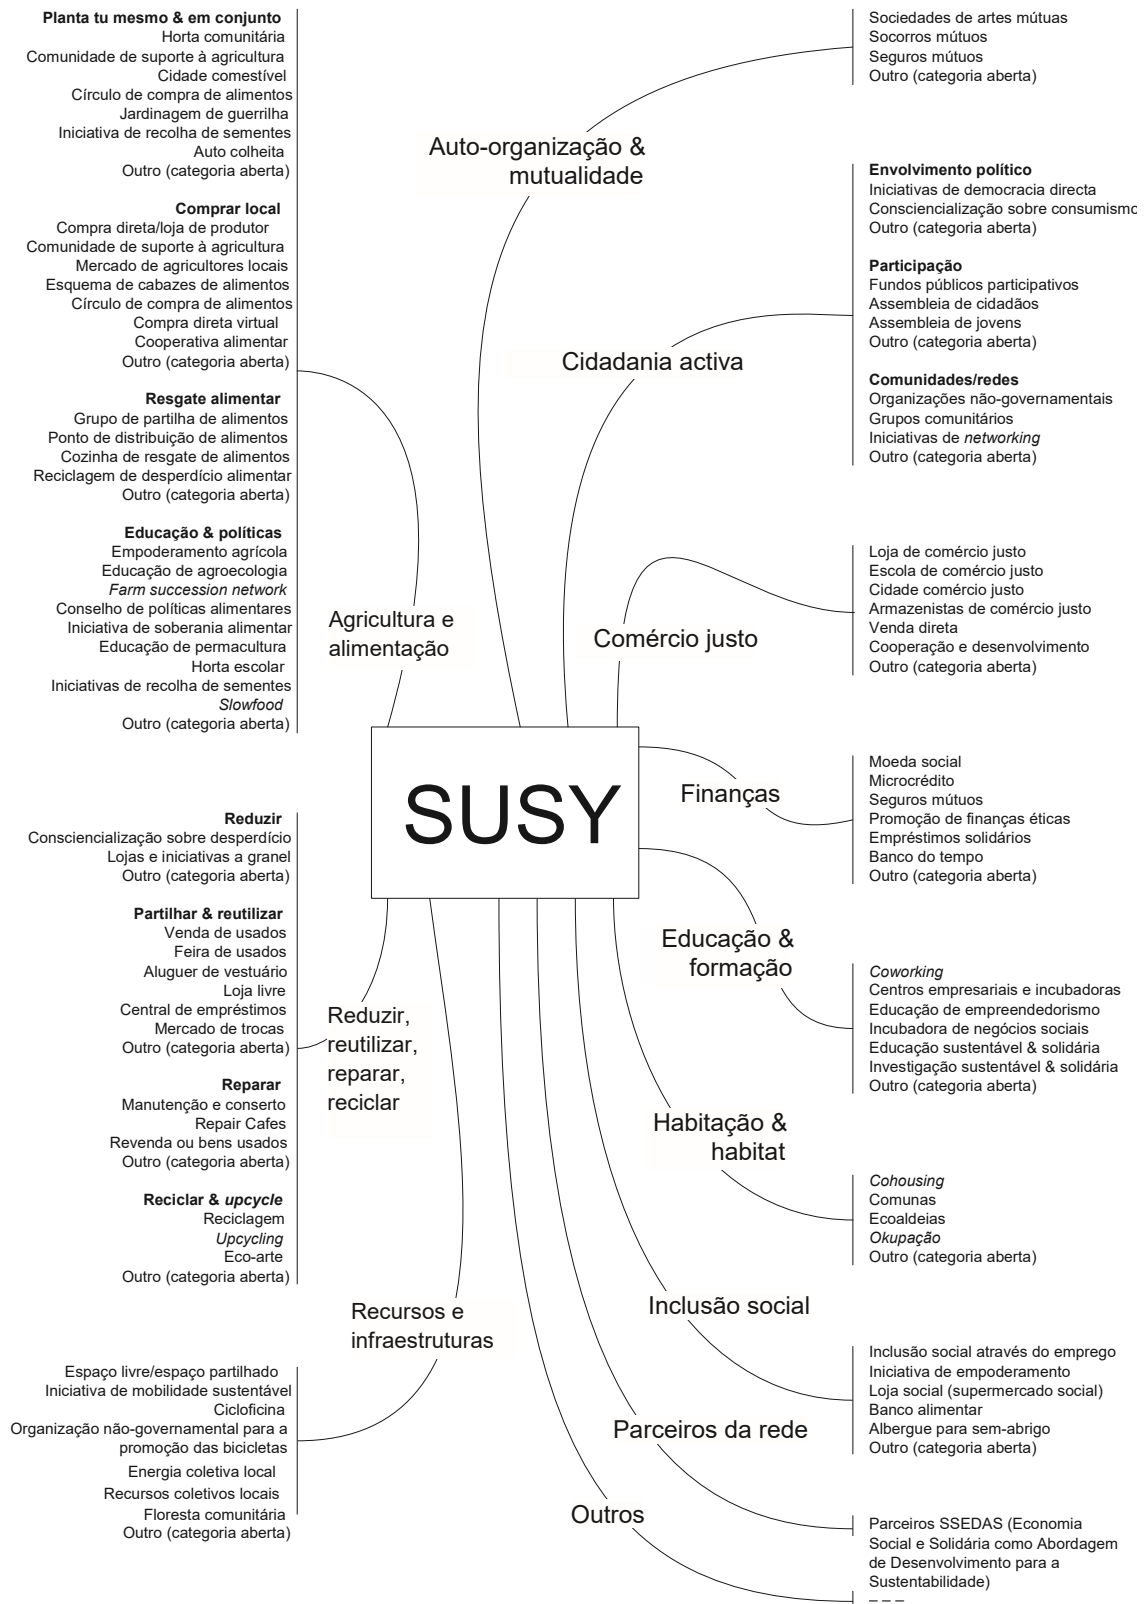 Planta tu mesmo & em conjunto
Horta comunitária
Comunidade de suporte à agricultura
Cidade comestível
Círculo de compra de alimentos
Jardinagem de guerrilha
Iniciativa de recolha de sementes
Auto colheita
Outro (categoria aberta)
Comprar local
Compra direta/loja de produtor
Comunidade de suporte à agricultura
Mercado de agricultores locais
Esquema de cabazes de alimentos
Círculo de compra de alimentos
Compra direta virtual
Cooperativa alimentar
Outro (categoria aberta)
Resgate alimentar
Grupo de partilha de alimentos
Ponto de distribuição de alimentos
Cozinha de resgate de alimentos
Reciclagem de desperdício alimentar
Outro (categoria aberta)
Educação & políticas
Empoderamento agrícola
Educação de agroecologia
Farm succession network
Conselho de políticas alimentares
Iniciativa de soberania alimentar
Educação de permacultura
Horta escolar
Iniciativas de recolha de sementes
Slowfood
Outro (categoria aberta)
Agricultura e
alimentação
Reduzir
Consciencialização sobre desperdício
Lojas e iniciativas a granel
Outro (categoria aberta)
Partilhar & reutilizar
Venda de usados
Feira de usados
Aluguer de vestuário
Loja livre
Central de empréstimos
Mercado de trocas
Outro (categoria aberta)
Reparar
Manutenção e conserto
Repair Cafes
Revenda ou bens usados
Outro (categoria aberta)
Reciclar & upcycle
Reciclagem
Upcycling
Eco-arte
Outro (categoria aberta)
Reduzir,
reutilizar,
reparar,
reciclar
Espaço livre/espaço partilhado
Iniciativa de mobilidade sustentável
Cicloficina
Organização não-governamental para a
promoção das bicicletas
Energia coletiva local
Recursos coletivos locais
Floresta comunitária
Outro (categoria aberta)
Recursos e
infraestruturas
SUSY
Auto-organização &
mutualidade
Sociedades de artes mútuas
Socorros mútuos
Seguros mútuos
Outro (categoria aberta)
Cidadania activa
Envolvimento político
Iniciativas de democracia directa
Consciencialização sobre consumismo
Outro (categoria aberta)
Participação
Fundos públicos participativos
Assembleia de cidadãos
Assembleia de jovens
Outro (categoria aberta)
Comunidades/redes
Organizações não-governamentais
Grupos comunitários
Iniciativas de networking
Outro (categoria aberta)
Comércio justo
Loja de comércio justo
Escola de comércio justo
Cidade comércio justo
Armazenistas de comércio justo
Venda direta
Cooperação e desenvolvimento
Outro (categoria aberta)
Finanças
Moeda social
Microcrédito
Seguros mútuos
Promoção de finanças éticas
Empréstimos solidários
Banco do tempo
Outro (categoria aberta)
Educação &
formação
Coworking
Centros empresariais e incubadoras
Educação de empreendedorismo
Incubadora de negócios sociais
Educação sustentável & solidária
Investigação sustentável & solidária
Outro (categoria aberta)
Habitação &
habitat
Cohousing
Comunas
Ecoaldeias
Okupação
Outro (categoria aberta)
Inclusão social
Inclusão social através do emprego
Iniciativa de empoderamento
Loja social (supermercado social)
Banco alimentar
Albergue para sem-abrigo
Outro (categoria aberta)
Parceiros da rede
Parceiros SSEDAS (Economia
Social e Solidária como Abordagem
de Desenvolvimento para a
Sustentabilidade)
Outros
– – –